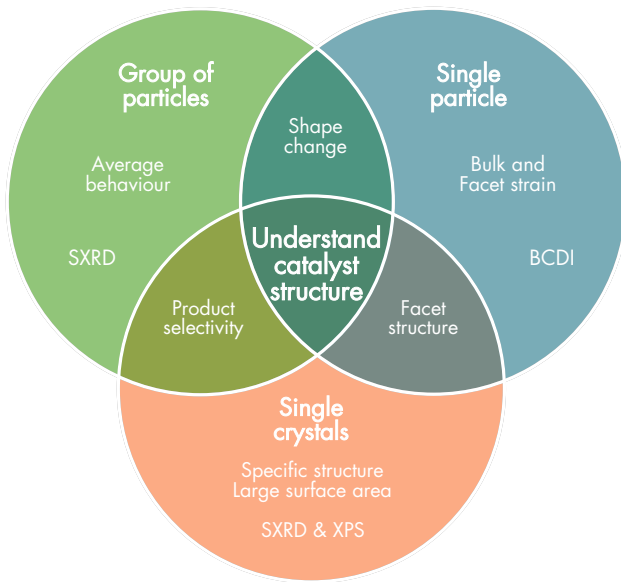 Group of
particles
Single
particle
Shape
change
Average
behaviour
Bulk and
Facet strain
SXRD
BCDI
Understand
catalyst
structure
Product
selectivity
Facet
structure
Single
crystals
Specific structure
Large surface area
SXRD & XPS